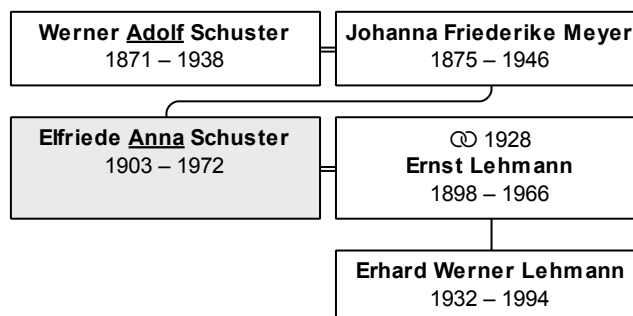 Werner Adolf Schuster
1871 – 1938
Johanna Friederike Meyer
1875 – 1946
Elfriede Anna Schuster
1903 – 1972
⚭ 1928
Ernst Lehmann
1898 – 1966
Erhard Werner Lehmann
1932 – 1994